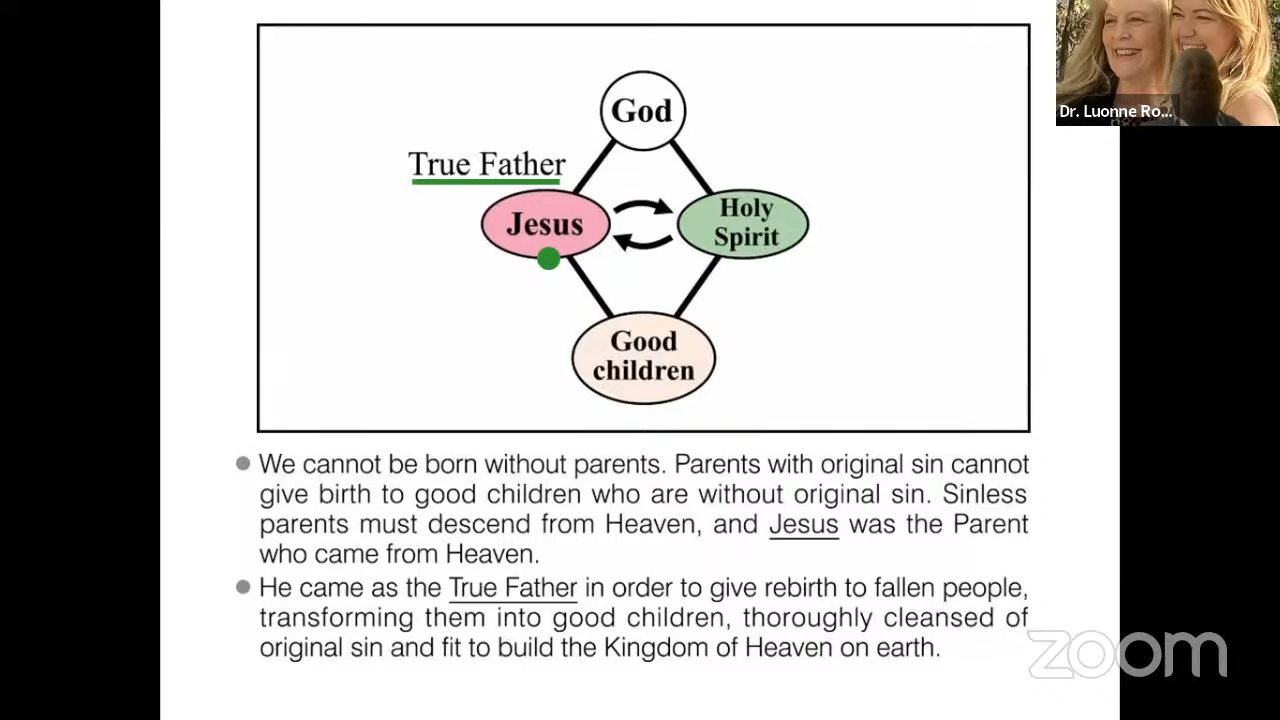 God
Dr. Luonne Ro...
True Father
Jesus
Holy
Spirit
Good
children
We cannot be born without parents. Parents with original sin cannot
give birth to good children who are without original sin. Sinless
parents must descend from Heaven, and Jesus was the Parent
who came from Heaven.
He came as the True Father in order to give rebirth to fallen people,
transforming them into good children, thoroughly cleansed of
original sin and fit to build the Kingdom of Heaven on earth.
zoom